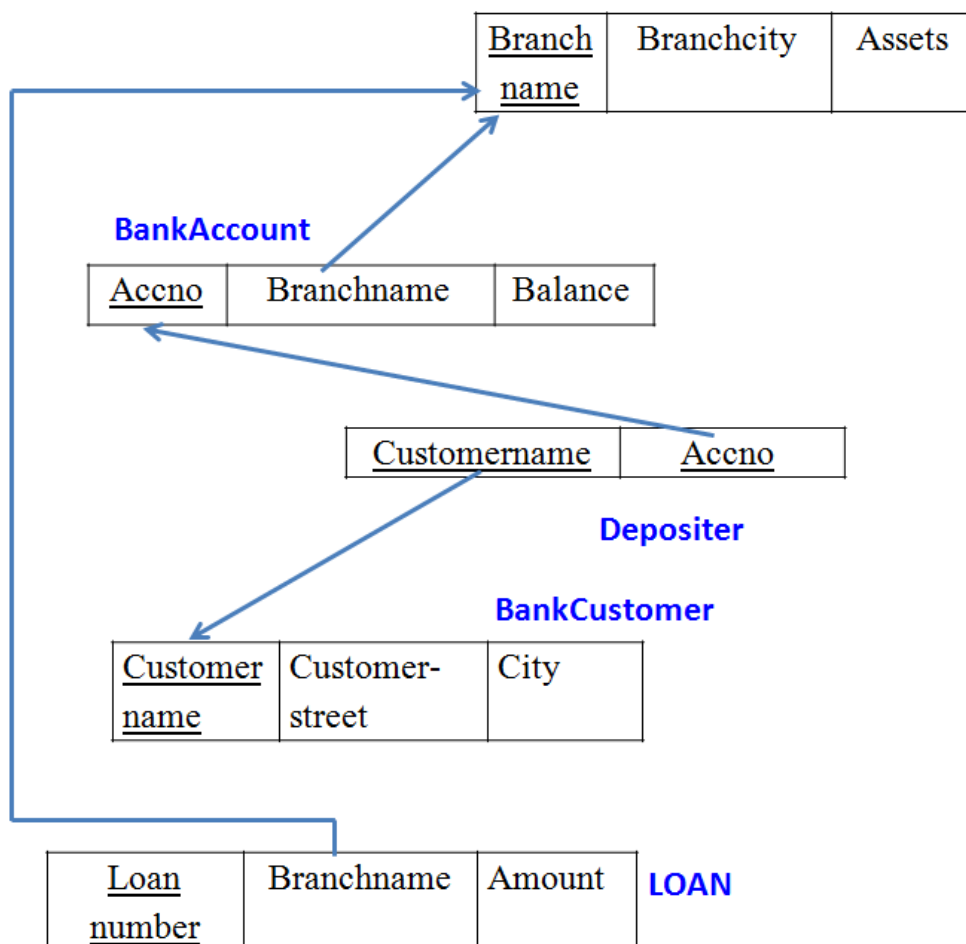 Branch name Branchcity Assets
BankAccount
Accno Branchname Balance
Customername Accno
Depositer
BankCustomer
Customer name Customer-street City
Loan number Branchname Amount LOAN